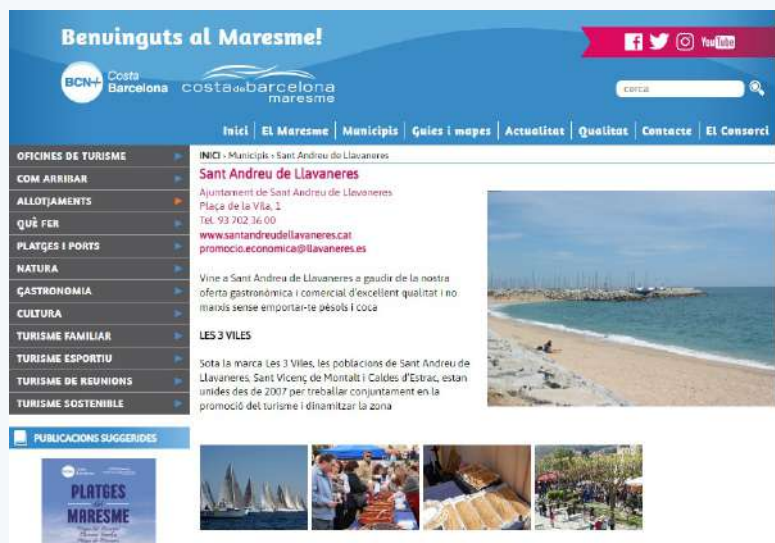 Benvinguts al Maresme!
You Tube
BCN+ Costa Barcelona
costadebarcelona
maresme
cerca
Inici El Maresme Municipis Guies i mapes Actualitat Qualitat Contacte El Consorci
OFICINES DE TURISME
COM ARRIBAR
ALLOTJAMENTS
QUÈ FER
PLATGES I PORTS
NATURA
GASTRONOMIA
CULTURA
TURISME FAMILIAR
TURISME ESPORTIU
TURISME DE REUNIONS
TURISME SOSTENIBLE
PUBLICACIONS SUGGERIDES
PLATGES
MARESME
INICI › Municipis › Sant Andreu de Llavaneres
Sant Andreu de Llavaneres
Ajuntament de Sant Andreu de Llavaneres
Plaça de la Vila, 1
Tel. 93 702 36 00
www.santandreudellavaneres.cat
promocio.economica@llavaneres.es
Vine a Sant Andreu de Llavaneres a gaudir de la nostra
oferta gastronòmica i comercial d'excellent qualitat i no
marxis sense emportar-te pèsols i coca
LES 3 VILES
Sota la marca Les 3 Viles, les poblacions de Sant Andreu de
Llavaneres, Sant Vicenç de Montalt i Caldes d'Estrac, estan
unides des de 2007 per treballar conjuntament en la
promoció del turisme i dinamitzar la zona